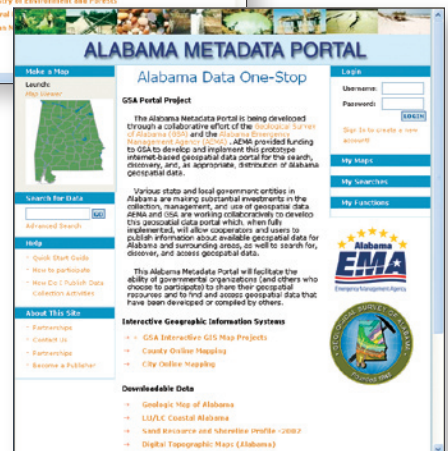 try of Environment and Forests
ALABAMA METADATA PORTAL
Make a Map
Launch:
Map Viewer
Search for Data
GO
Advanced Search
Help
Quick Start Guide
How to participate
How Do I Publish Data
Collection Activities
About This Site
Partnerships
Contact Us
Partnerships
Become a Publisher
Alabama Data One-Stop
GSA Portal Project
The Alabama Metadata Portal is being developed
through a collaborative effort of the Geological Survey
of Alabama (GSA) and the Alabama Emergency
Management Agency (AEMA). AEMA provided funding
to GSA to develop and implement this prototype
internet-based geospatial data portal for the search,
discovery, and, as appropriate, distribution of Alabama
geospatial data.
Various state and local government entities in
Alabama are making substantial investments in the
collection, management, and use of geospatial data.
AEMA and GSA are working collaboratively to develop
this geospatial data portal which, when fully
implemented, will allow cooperators and users to
publish information about available geospatial data for
Alabama and surrounding areas, as well to search for,
discover, and access geospatial data.
This Alabama Metadata Portal will facilitate the
ability of governmental organizations (and others who
choose to participate) to share their geospatial
resources and to find and access geospatial data that
have been developed or compiled by others.
Interactive Geographic Information Systems
GSA Interactive GIS Map Projects
County Online Mapping
City Online Mapping
Downloadable Data
Geologic Map of Alabama
LU/LC Coastal Alabama
Sand Resource and Shoreline Profile -2002
Digital Topographic Maps (Alabama)
Login
Username:
Password:
LOGIN
Sign In to create a new
account!
My Maps
My Searches
My Functions
Alabama
EMA
Emergency Management Agency
GEOLOGICAL SURVEY OF ALABAMA